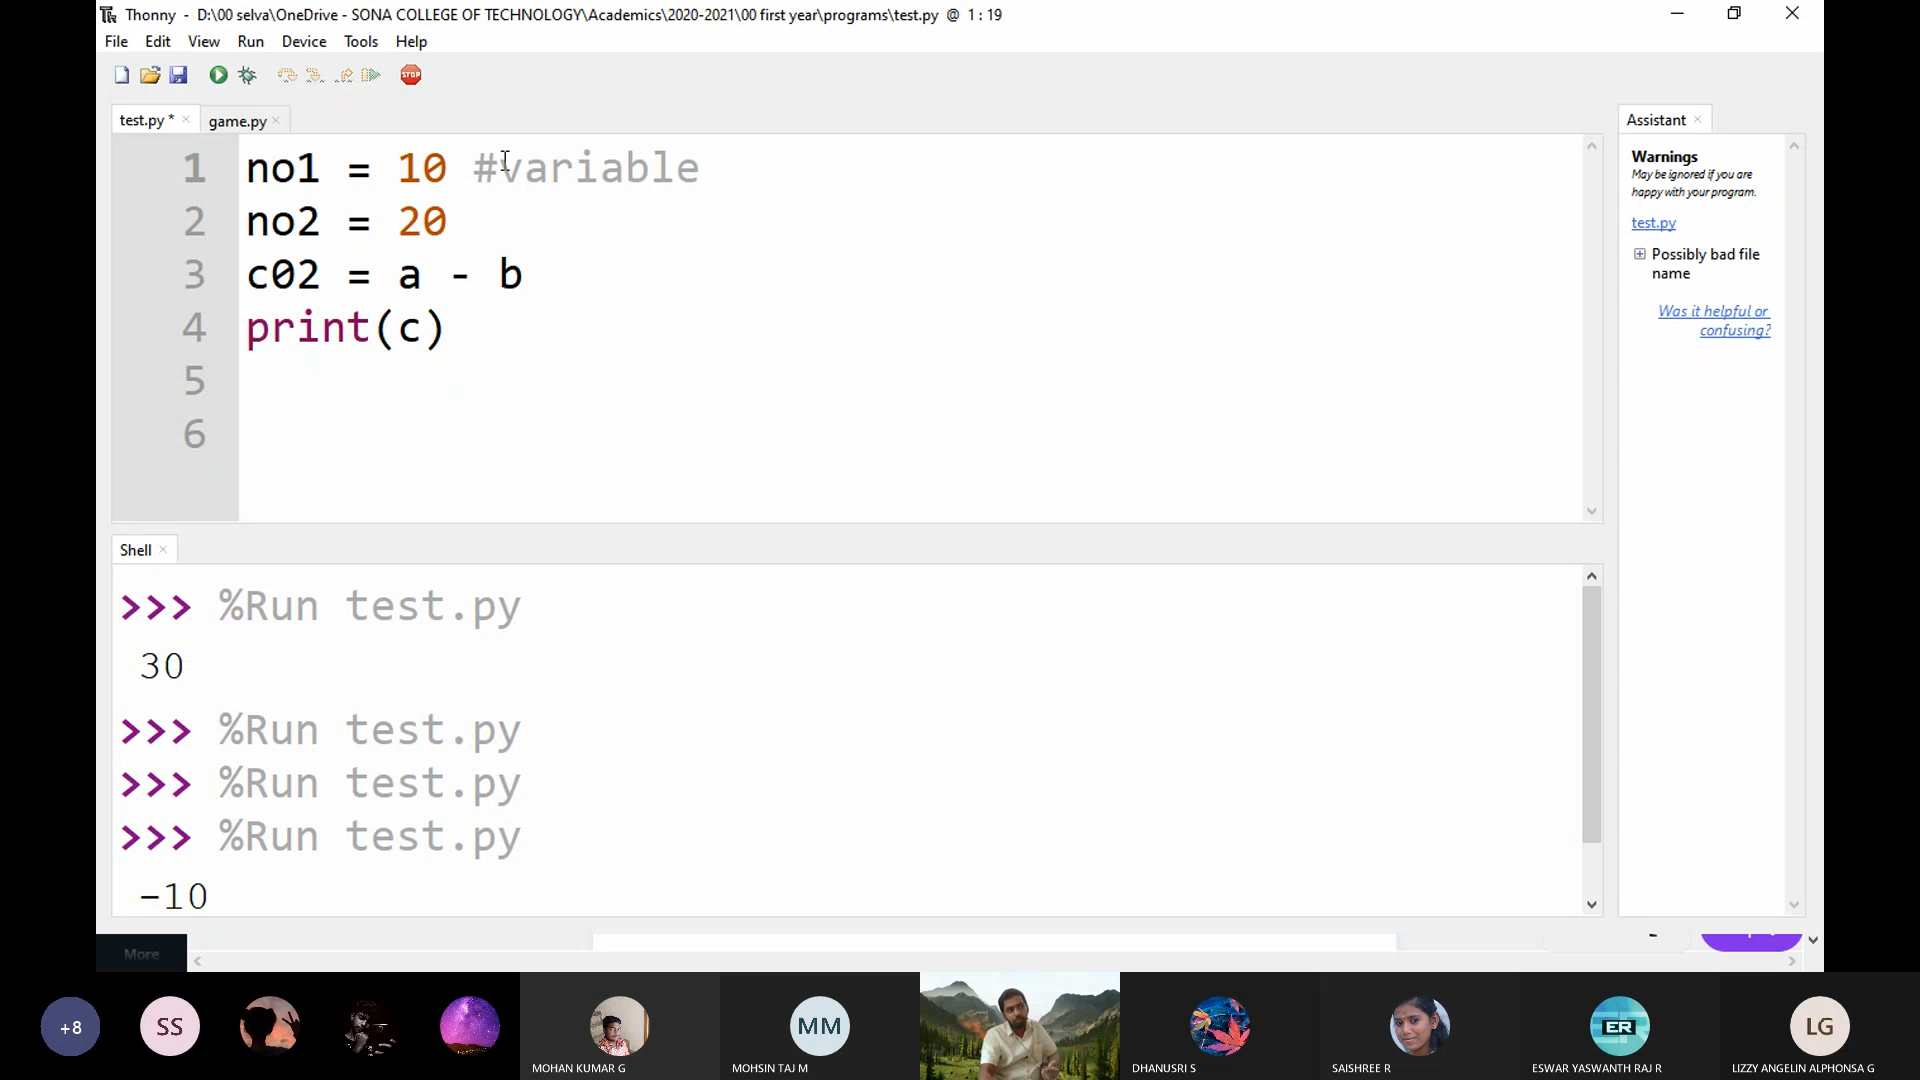 Thonny - D:\00 selva\OneDrive - SONA COLLEGE OF TECHNOLOGY\Academics\2020-2021\00 first year\programs\test.py @ 1 : 19
File Edit View Run Device Tools Help
STOP
test.py * game.py
Assistant
1 no1 = 10 #variable
2 no2 = 20
3 c02 = a - b
4 print(c)
5
6
Warnings
May be ignored if you are
happy with your program.
test.py
Possibly bad file
name
Was it helpful or
confusing?
Shell
>>> %Run test.py
30
>>> %Run test.py
>>> %Run test.py
>>> %Run test.py
-10
More
+8 SS MM ER LG
MOHAN KUMAR G MOHSIN TAJ M DHANUSRI S SAISHREE R ESWAR YASWANTH RAJ R LIZZY ANGELIN ALPHONSA G